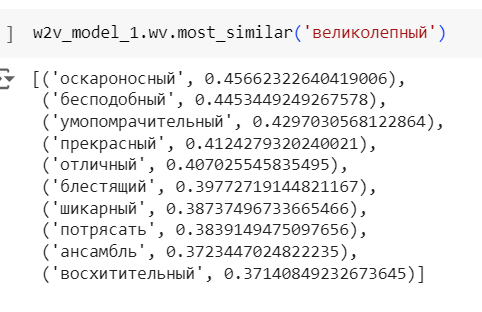 ] w2v_model_1.wv.most_similar('великолепный')
[('оскароносный', 0.45662322640419006),
('бесподобный', 0.4453449249267578),
('умопомрачительный', 0.4297030568122864),
('прекрасный', 0.4124279320240021),
('отличный', 0.407025545835495),
('блестящий', 0.39772719144821167),
('шикарный', 0.38737496733665466),
('потрясать', 0.3839149475097656),
('ансамбль', 0.3723447024822235),
('восхитительный', 0.37140849232673645)]